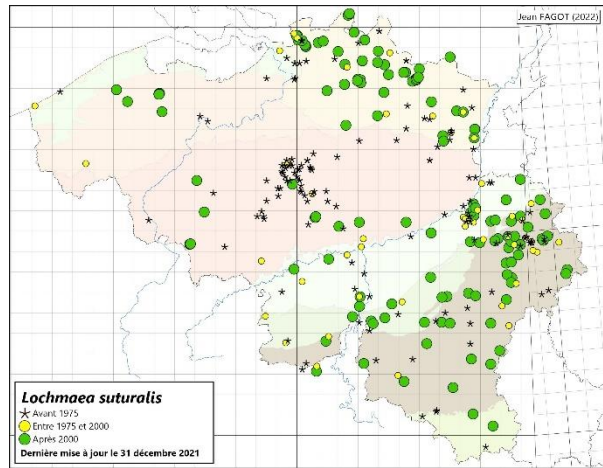 Jean FAGOT (2022)
Lochmaea suturalis
Avant 1975
Entre 1975 et 2000
Après 2000
Dernière mise à jour le 31 décembre 2021